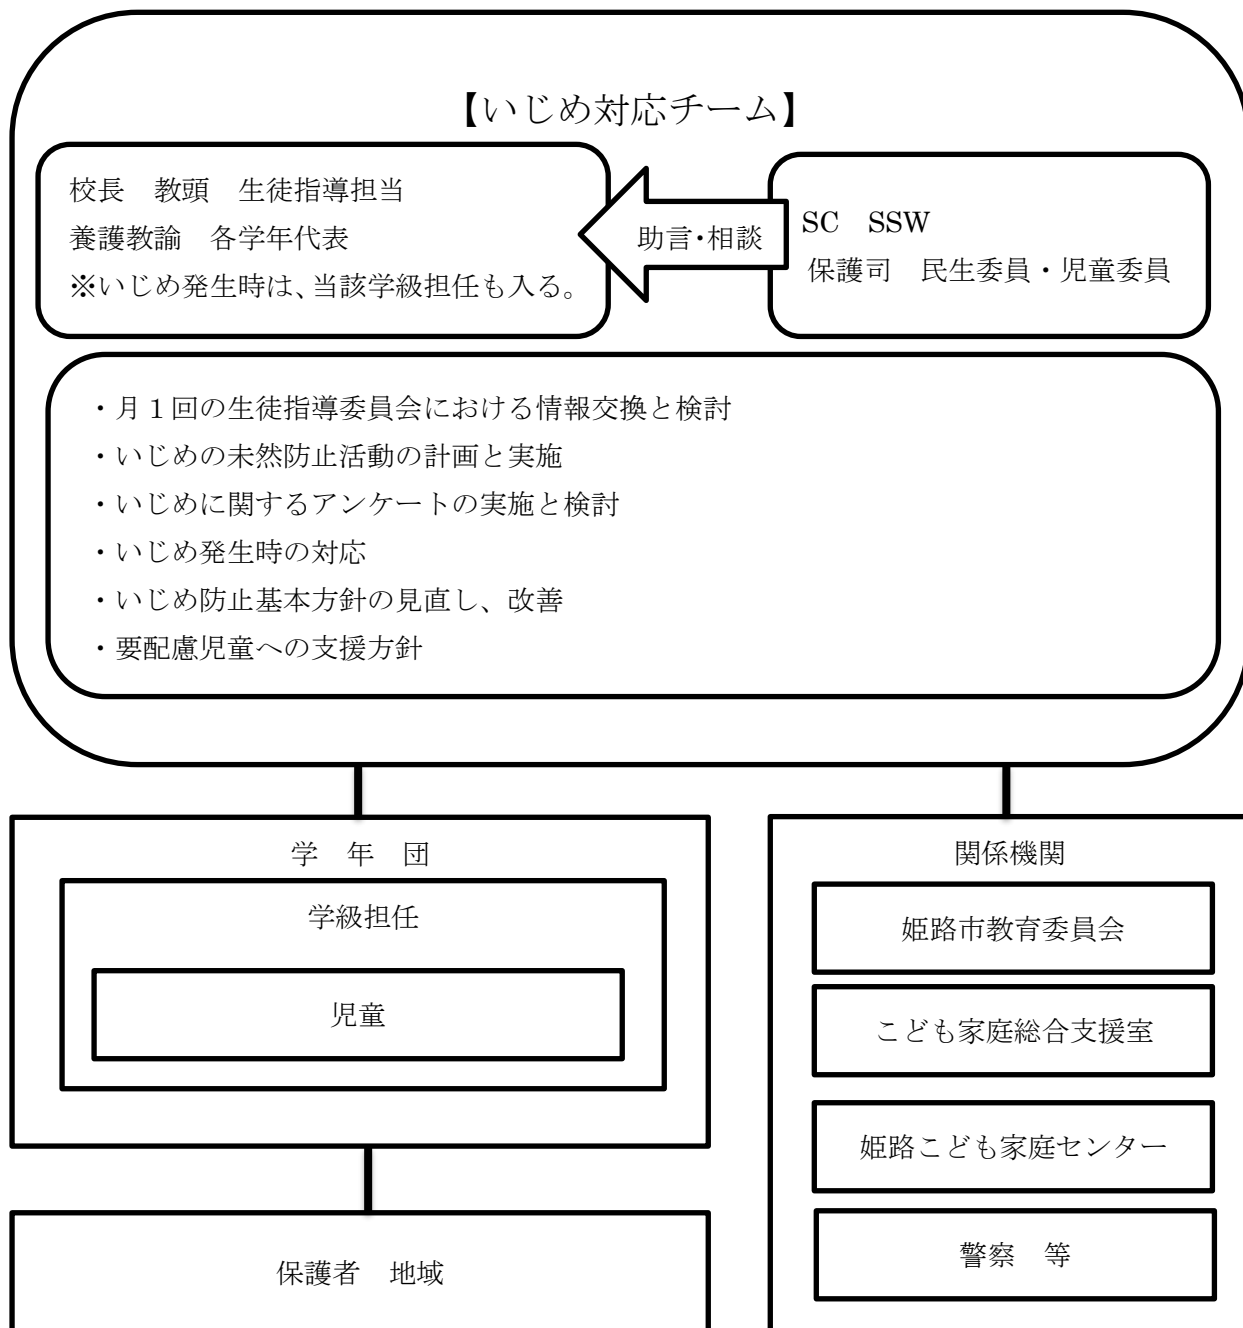 【いじめ対応チーム】
校長　教頭　生徒指導担当
養護教諭　各学年代表
※いじめ発生時は、当該学級担任も入る。
助言・相談
SC　SSW
保護司　民生委員・児童委員
・月１回の生徒指導委員会における情報交換と検討
・いじめの未然防止活動の計画と実施
・いじめに関するアンケートの実施と検討
・いじめ発生時の対応
・いじめ防止基本方針の見直し、改善
・要配慮児童への支援方針
学　年　団
学級担任
児童
保護者　地域
関係機関
姫路市教育委員会
こども家庭総合支援室
姫路こども家庭センター
警察　等